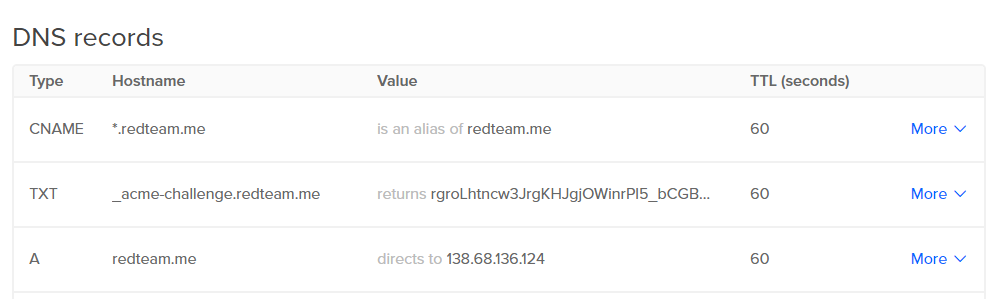 DNS records
Type Hostname Value TTL (seconds)
CNAME *.redteam.me is an alias of redteam.me 60 More
TXT _acme-challenge.redteam.me returns rgroLhtncw3JrgKHJgjOWinrPl5_bCGB... 60 More
A redteam.me directs to 138.68.136.124 60 More